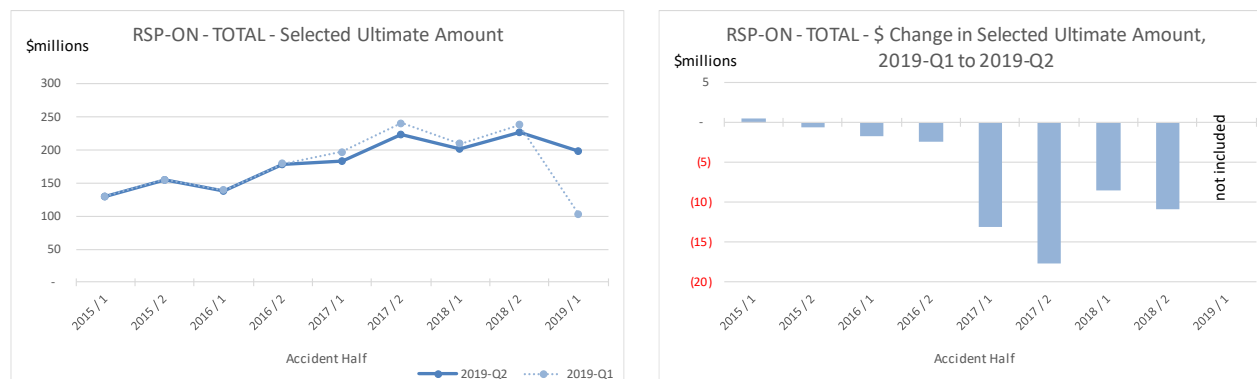 RSP-ON - TOTAL - Selected Ultimate Amount
$millions
300
250
200
150
100
50
-
2015 / 1
2015 / 2
2016 / 1
2016 / 2
2017 / 1
2017 / 2
2018 / 1
2018 / 2
2019 / 1
Accident Half
2019-Q2
2019-Q1
RSP-ON - TOTAL - $ Change in Selected Ultimate Amount,
2019-Q1 to 2019-Q2
$millions
5
-
(5)
(10)
(15)
(20)
not included
2015 / 1
2015 / 2
2016 / 1
2016 / 2
2017 / 1
2017 / 2
2018 / 1
2018 / 2
2019 / 1
Accident Half